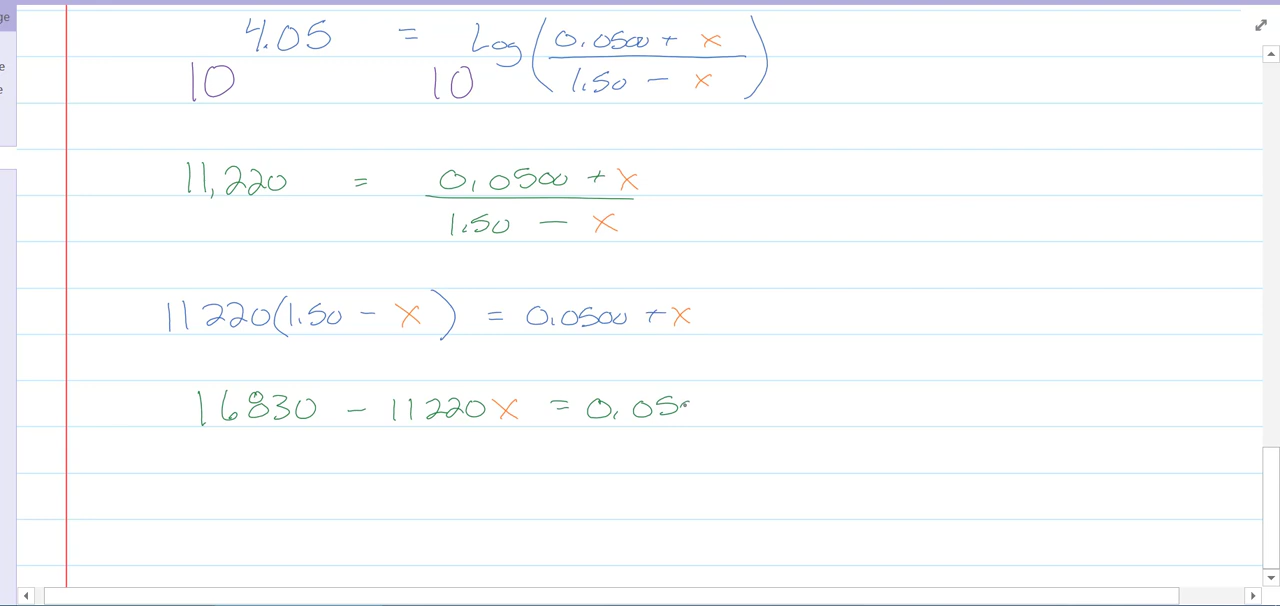 ge
4.05 = Log(0.0500 + x / 1.50 - x)
e
e
10 10
11,220 = 0.0500 + x / 1.50 - x
11220(1.50 - x) = 0.0500 + x
16830 - 11220x = 0.05